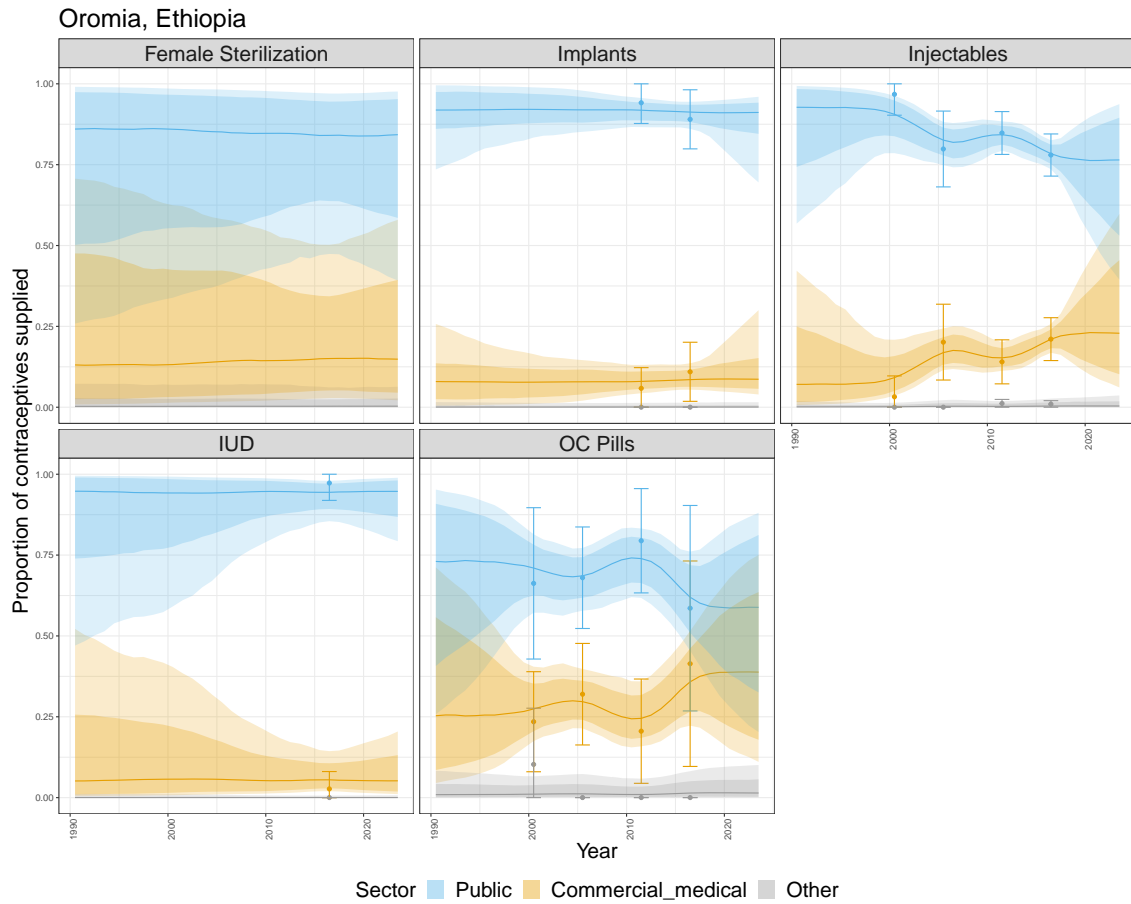 Oromia, Ethiopia
Female Sterilization
Implants
Injectables
1.00
0.75
0.50
0.25
0.00
1990
2000
2010
2020
IUD
OC Pills
1.00
0.75
0.50
0.25
0.00
1990
2000
2010
2020
1990
2000
2010
2020
Proportion of contraceptives supplied
Year
Sector Public Commercial_medical Other